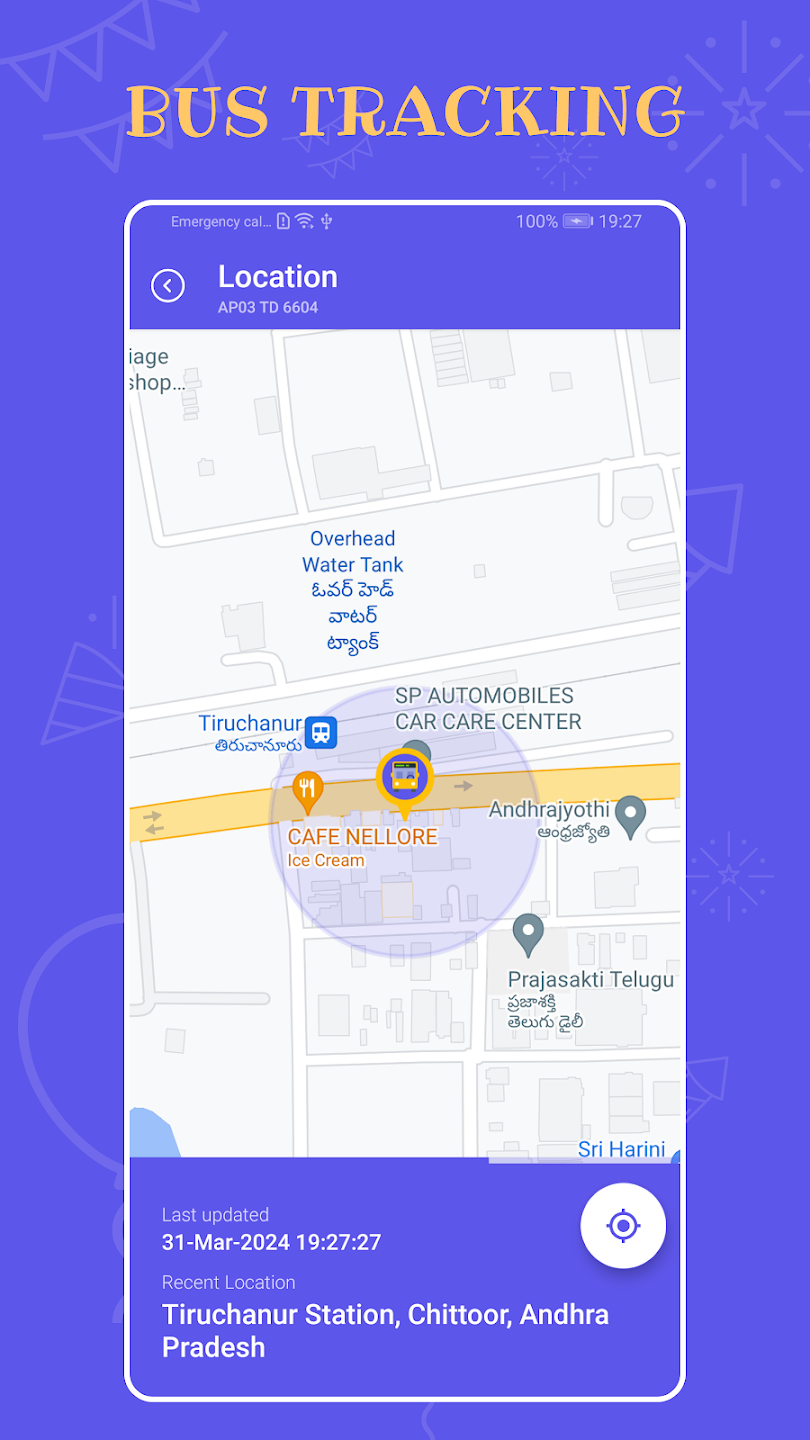 BUS TRACKING
Emergency cal...
100%
19:27
Location
AP03 TD 6604
iage
shop...
Overhead
Water Tank
ఓవర్ హెడ్
వాటర్
ట్యాంక్
SP AUTOMOBILES
CAR CARE CENTER
Tiruchanur
తిరుచానూరు
CAFE NELLORE
Ice Cream
Andhrajyothi
ఆంధ్రజ్యోతి
Prajasakti Telugu
ప్రజాశక్తి
తెలుగు డైలీ
Sri Harini
Last updated
31-Mar-2024 19:27:27
Recent Location
Tiruchanur Station, Chittoor, Andhra
Pradesh